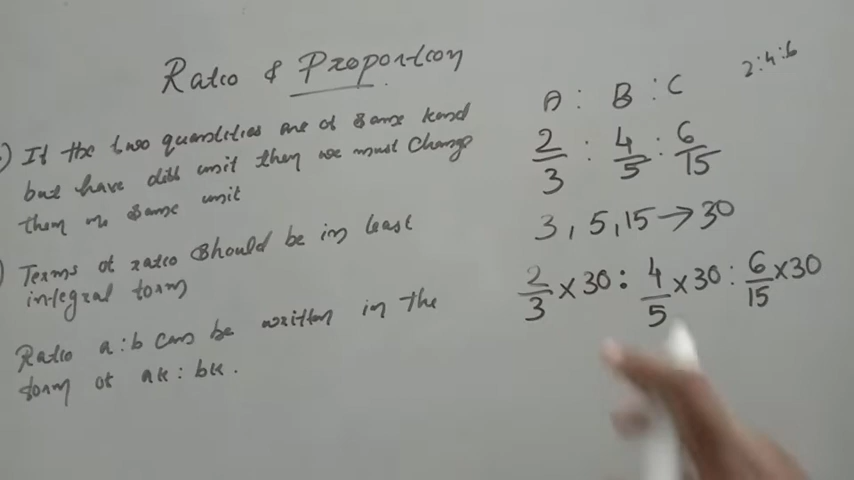 Ratio & Proportion
2:4:6
) If the two quantities are of same kind
but have diff unit then we must change
them in same unit
) Terms of ratio should be in least
integral form
Ratio a:b can be written in the
form of ak : bk.
A : B : C
2/3 : 4/5 : 6/15
3, 5, 15 → 30
2/3 × 30 : 4/5 × 30 : 6/15 × 30